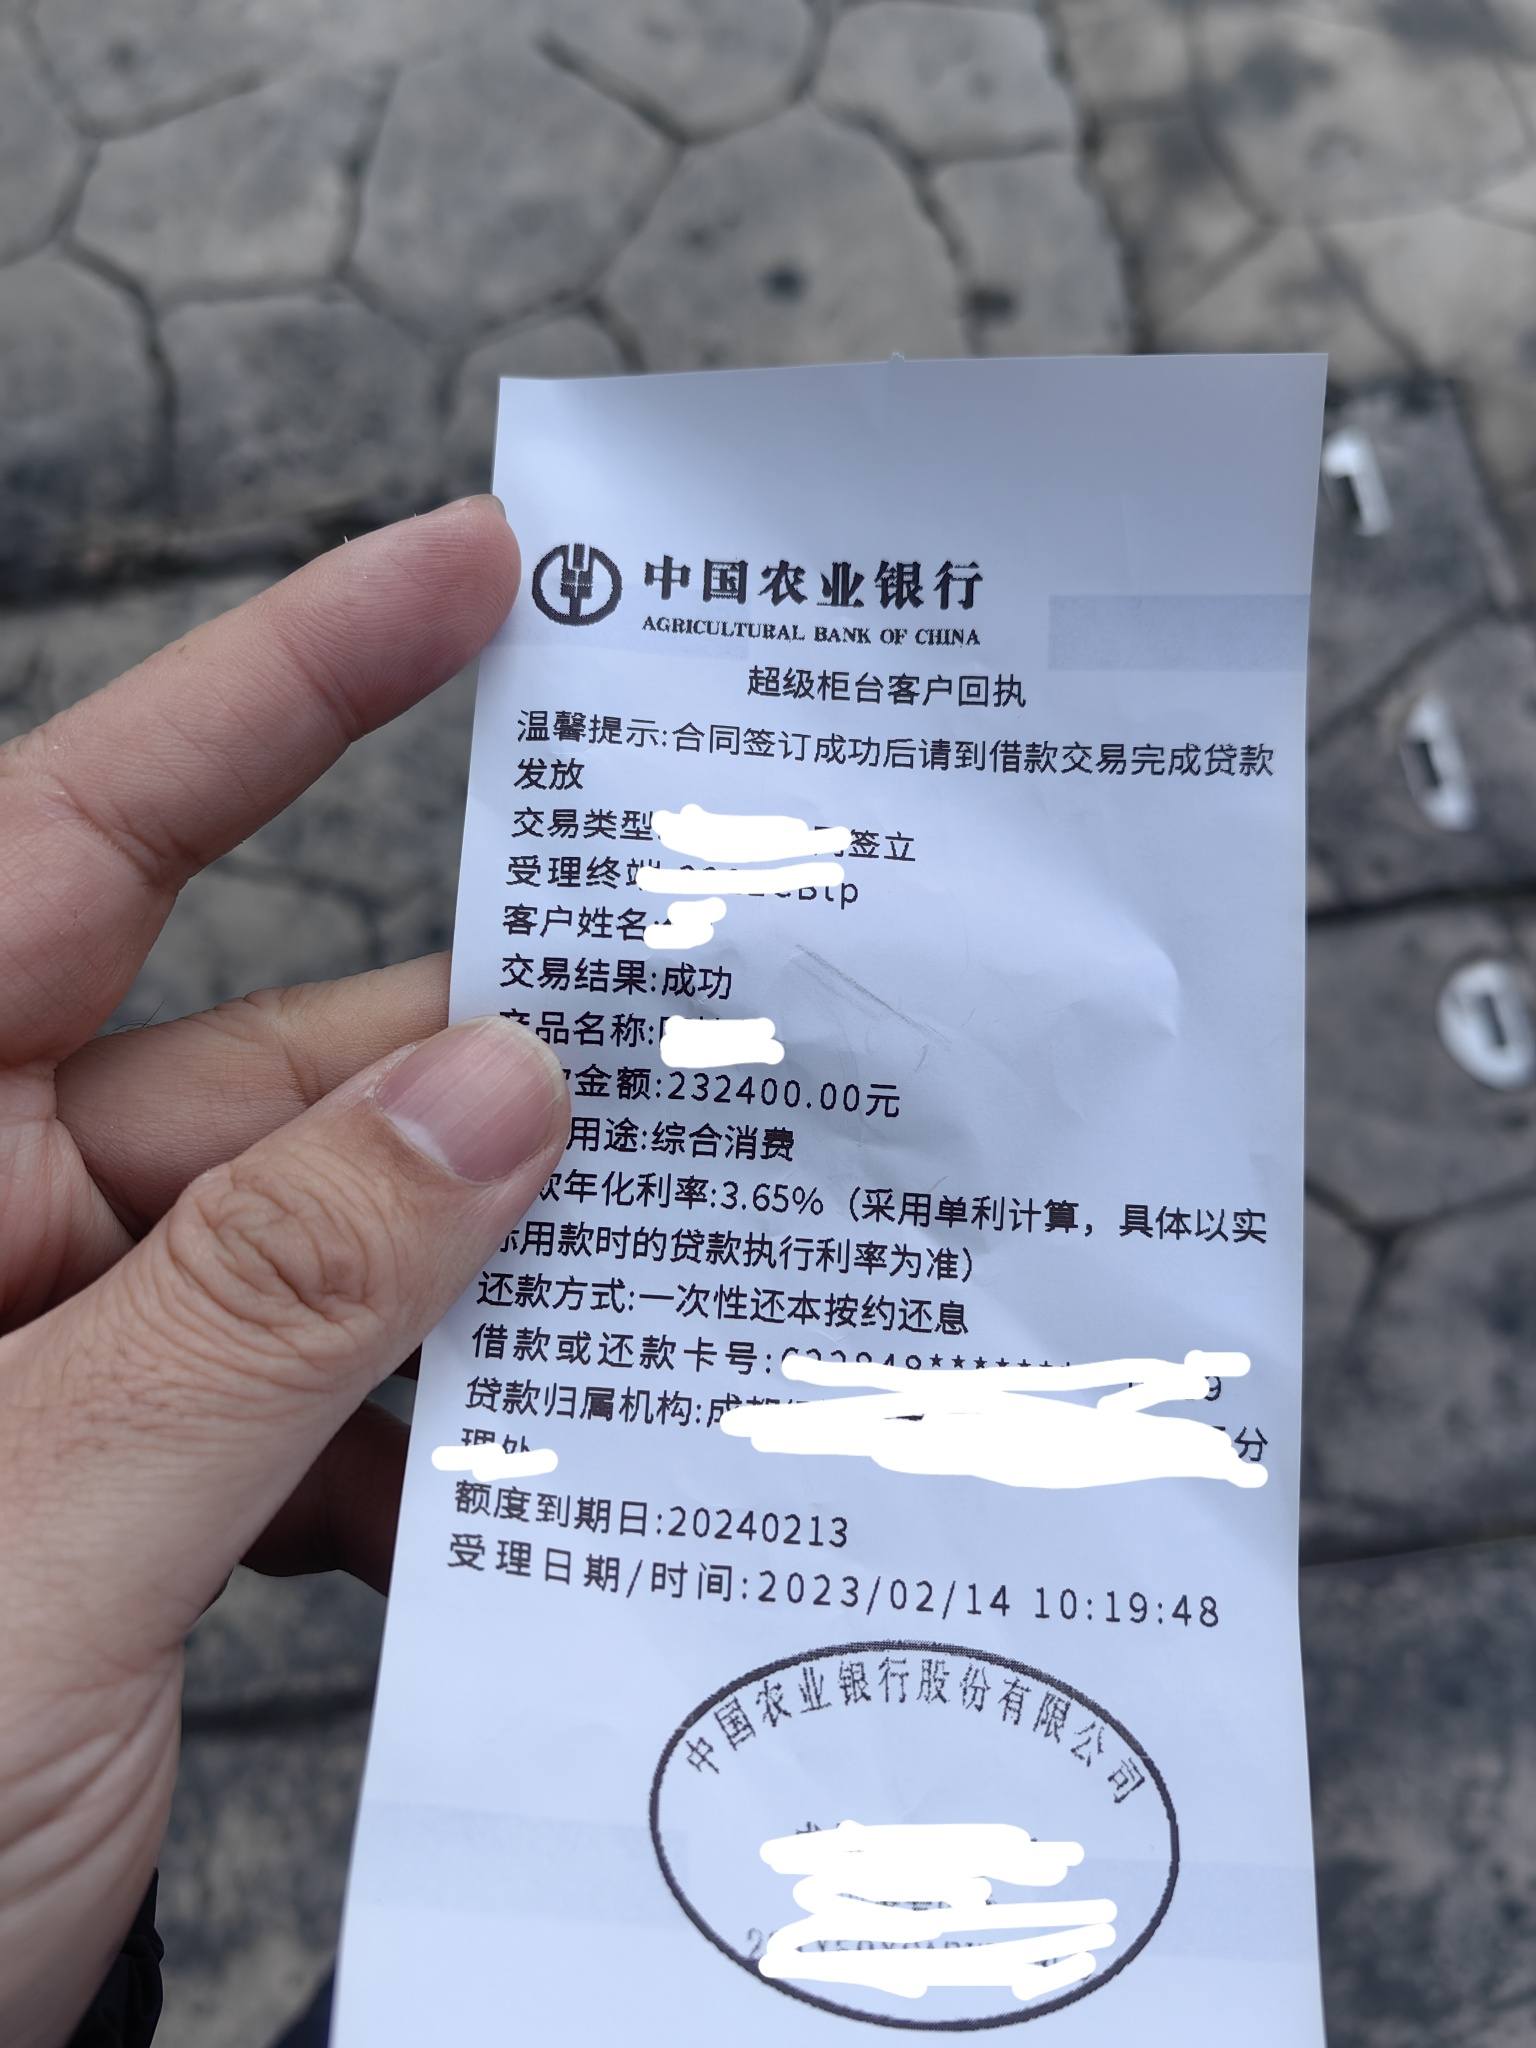 中国农业银行
AGRICULTURAL BANK OF CHINA
超级柜台客户回执
温馨提示:合同签订成功后请到借款交易完成贷款
发放
交易类型 签立
受理终端
客户姓名:
交易结果:成功
产品名称:
金额:232400.00元
用途:综合消费
款年化利率:3.65%（采用单利计算，具体以实
际用款时的贷款执行利率为准）
还款方式:一次性还本按约还息
借款或还款卡号:
贷款归属机构:成都 分
理处
额度到期日:20240213
受理日期/时间:2023/02/14 10:19:48
中国农业银行股份有限公司